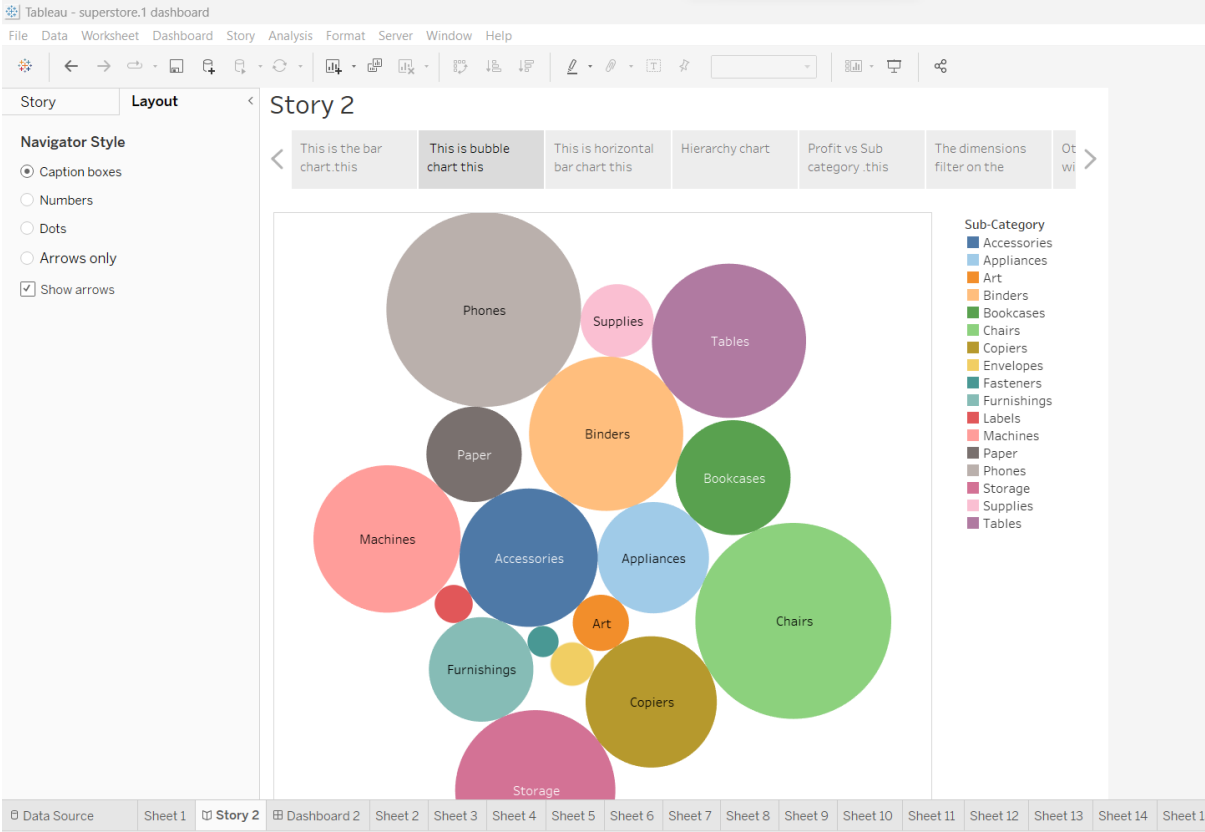 Tableau - superstore.1 dashboard
File Data Worksheet Dashboard Story Analysis Format Server Window Help
Story Layout
Story 2
Navigator Style
Caption boxes
Numbers
Dots
Arrows only
Show arrows
This is the bar
chart.this
This is bubble
chart this
This is horizontal
bar chart this
Hierarchy chart
Profit vs Sub
category .this
The dimensions
filter on the
Ot
wi
Phones
Supplies
Tables
Binders
Paper
Bookcases
Machines
Accessories
Appliances
Art
Chairs
Furnishings
Copiers
Storage
Sub-Category
Accessories
Appliances
Art
Binders
Bookcases
Chairs
Copiers
Envelopes
Fasteners
Furnishings
Labels
Machines
Paper
Phones
Storage
Supplies
Tables
Data Source Sheet 1 Story 2 Dashboard 2 Sheet 2 Sheet 3 Sheet 4 Sheet 5 Sheet 6 Sheet 7 Sheet 8 Sheet 9 Sheet 10 Sheet 11 Sheet 12 Sheet 13 Sheet 14 Sheet 1